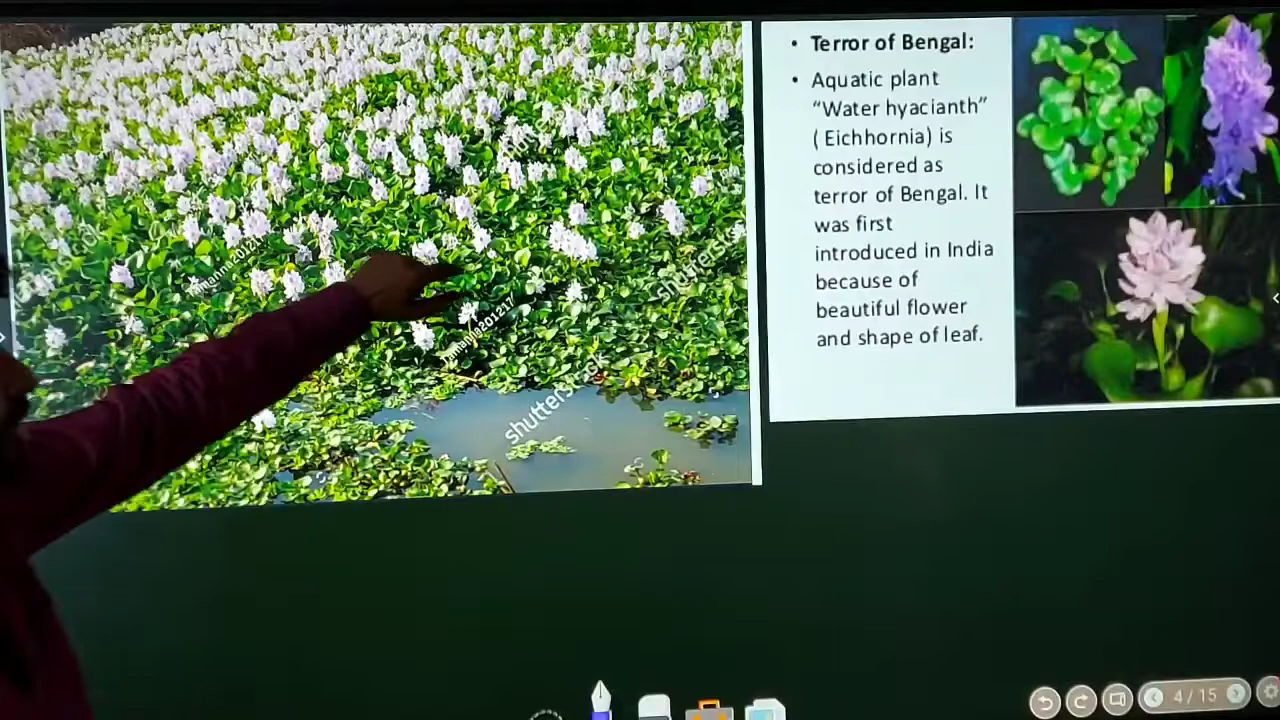 Terror of Bengal:
Aquatic plant
“Water hyacianth”
( Eichhornia) is
considered as
terror of Bengal. It
was first
introduced in India
because of
beautiful flower
and shape of leaf.
shutterstock
4 / 15